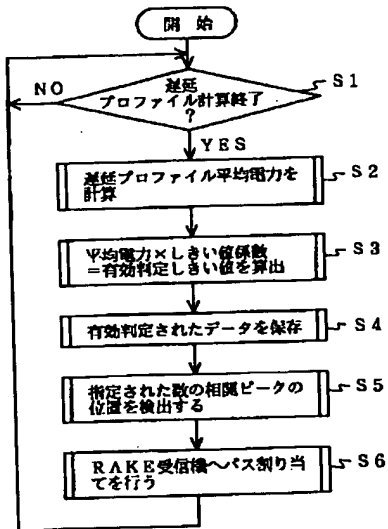 開始
NO
遅延
プロファイル計算終了
?
S1
YES
遅延プロファイル平均電力を
計算
S2
平均電力×しきい値係数
=有効判定しきい値を算出
S3
有効判定されたデータを保存
S4
指定された数の相関ピークの
位置を検出する
S5
RAKE受信機へパス割り当
てを行う
S6